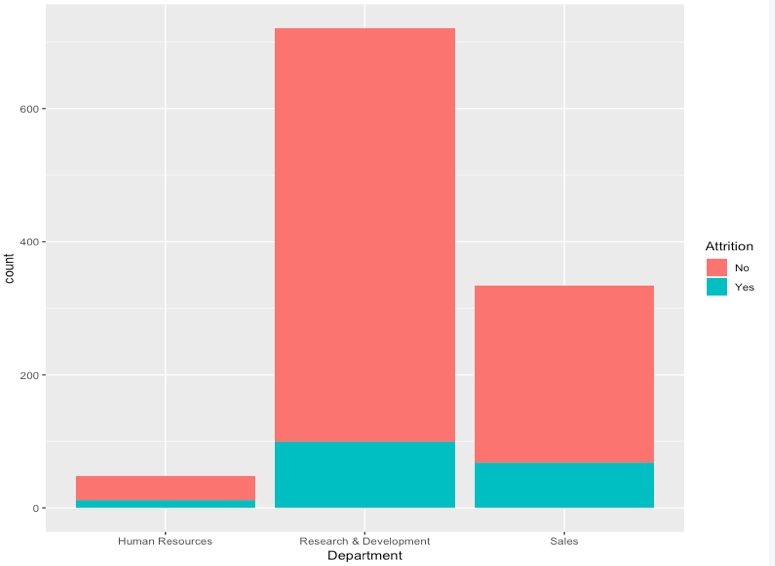 600
400
200
0
count
Human Resources
Research & Development
Sales
Department
Attrition
No
Yes